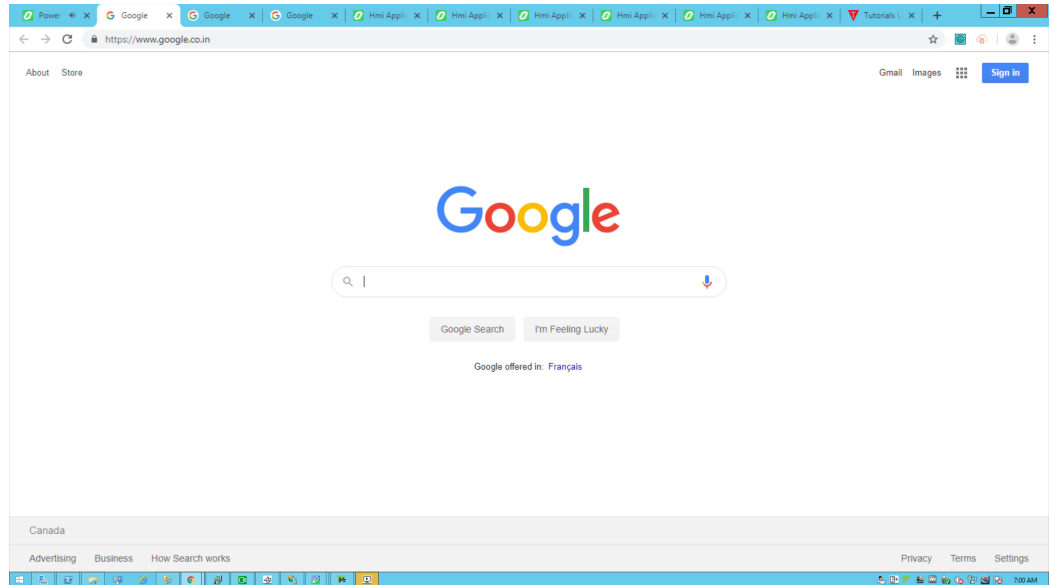 Power Google Google Google Hmi Applic Hmi Applic Hmi Applic Hmi Applic Hmi Applic Hmi Applic Tutorials
https://www.google.co.in
About Store Gmail Images Sign in
Google
Google Search I'm Feeling Lucky
Google offered in: Français
Canada
Advertising Business How Search works Privacy Terms Settings
7:00 AM